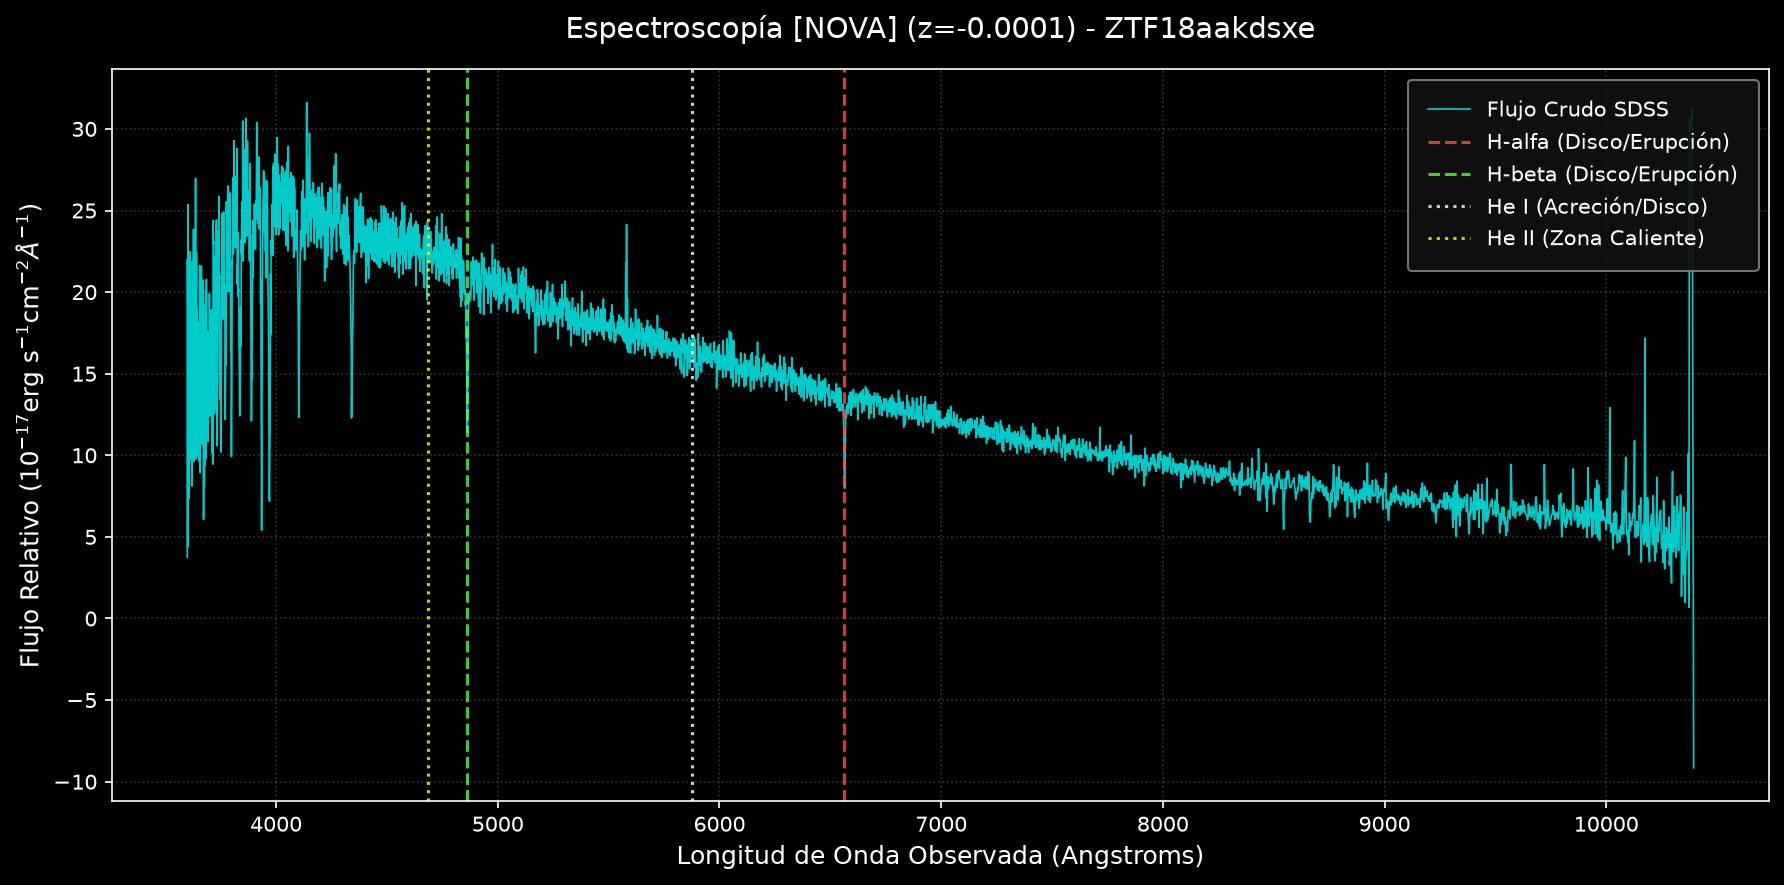 Espectroscopía [NOVA] (z=-0.0001) - ZTF18aakdsxe
Flujo Crudo SDSS
H-alfa (Disco/Erupción)
H-beta (Disco/Erupción)
He I (Acreción/Disco)
He II (Zona Caliente)
Flujo Relativo (10⁻¹⁷erg s⁻¹cm⁻²Å⁻¹)
30
25
20
15
10
5
0
−5
−10
4000 5000 6000 7000 8000 9000 10000
Longitud de Onda Observada (Angstroms)